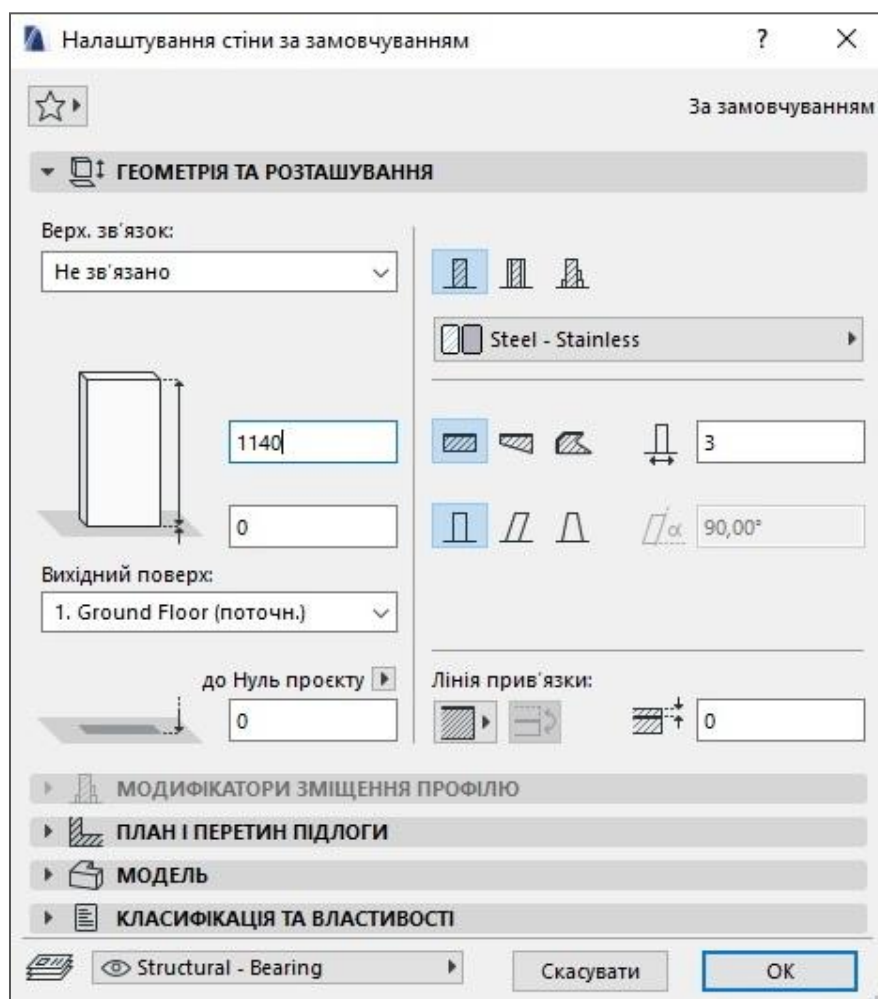 Налаштування стіни за замовчуванням ? ×
За замовчуванням
ГЕОМЕТРІЯ ТА РОЗТАШУВАННЯ
Верх. зв'язок:
Не зв'язано
Steel - Stainless
1140
3
0
α 90,00°
Вихідний поверх:
1. Ground Floor (поточн.)
до Нуль проєкту
Лінія прив'язки:
0
0
МОДИФІКАТОРИ ЗМІЩЕННЯ ПРОФІЛЮ
ПЛАН І ПЕРЕТИН ПІДЛОГИ
МОДЕЛЬ
КЛАСИФІКАЦІЯ ТА ВЛАСТИВОСТІ
Structural - Bearing
Скасувати
ОК